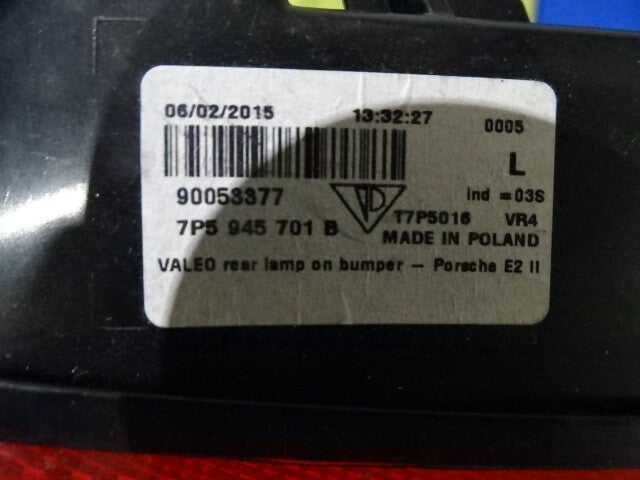 06/02/2015 13:32:27 0005
L
90053377 ind =03S
7P5 945 701 B T7P5016 VR4
MADE IN POLAND
VALEO rear lamp on bumper – Porsche E2 II